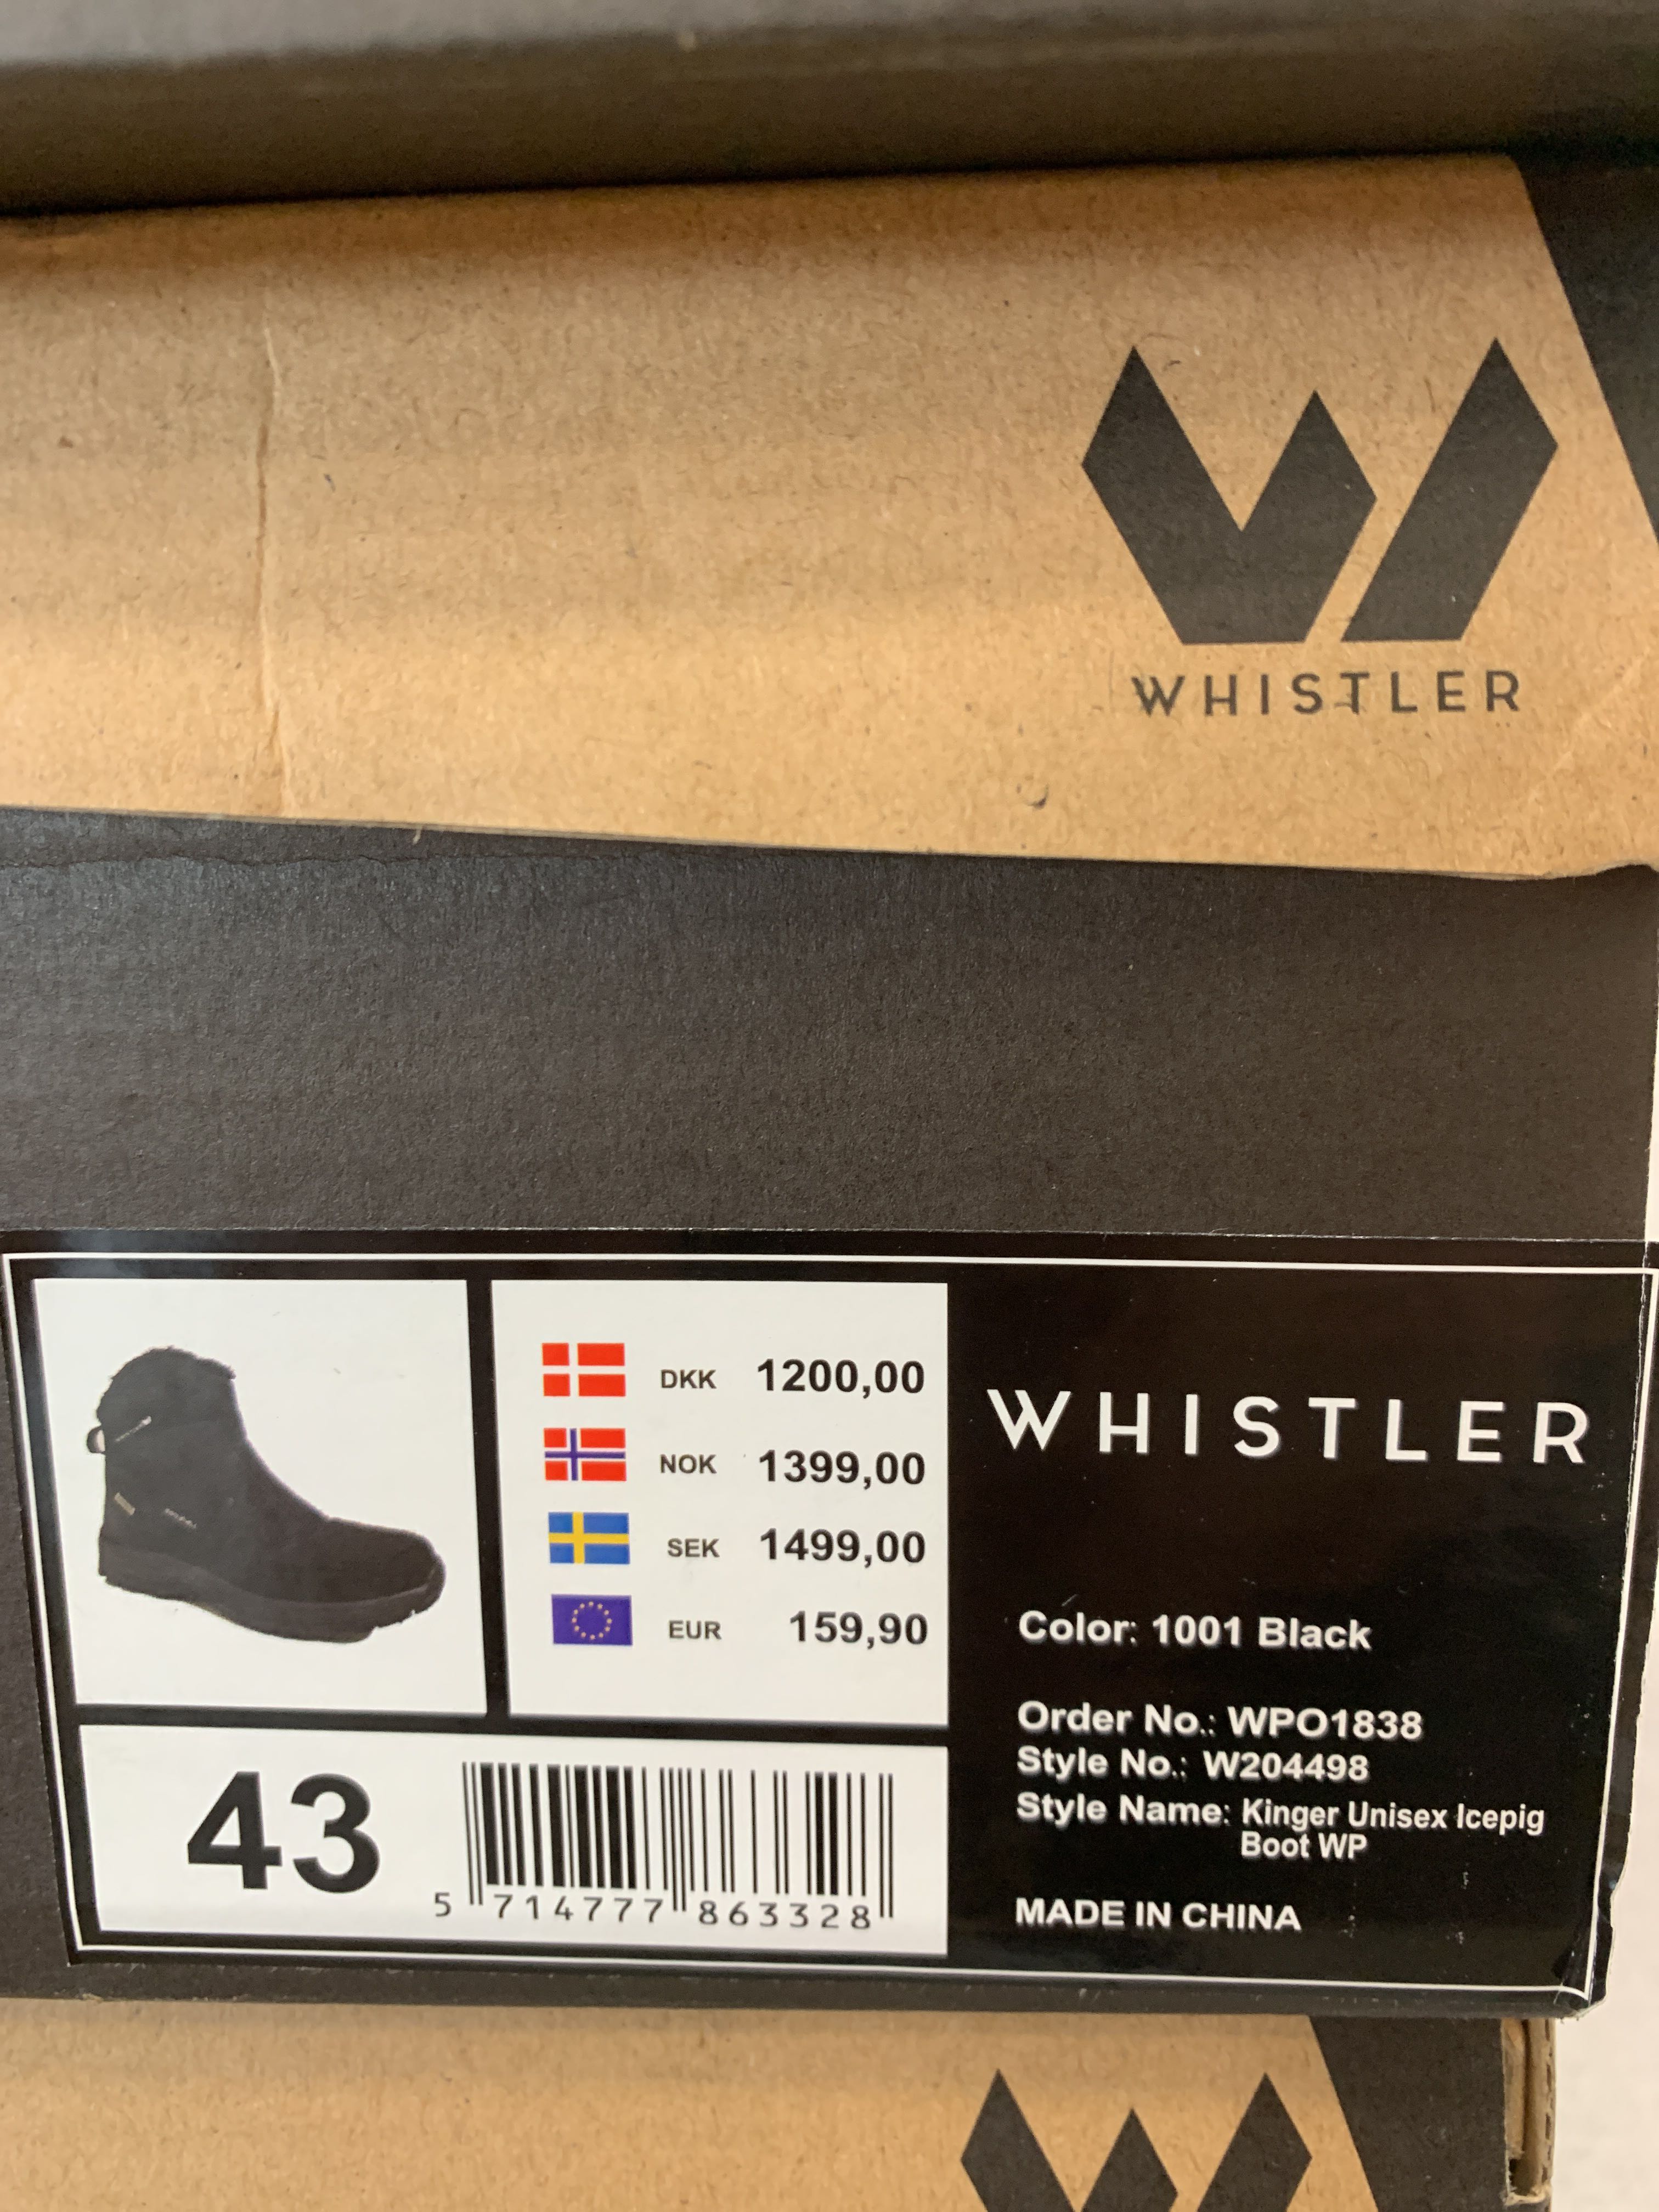 WHISTLER
DKK 1200,00
NOK 1399,00
SEK 1499,00
EUR 159,90
WHISTLER
Color: 1001 Black
Order No.: WPO1838
Style No.: W204498
Style Name: Kinger Unisex Icepig
Boot WP
MADE IN CHINA
43
5 714777 863328